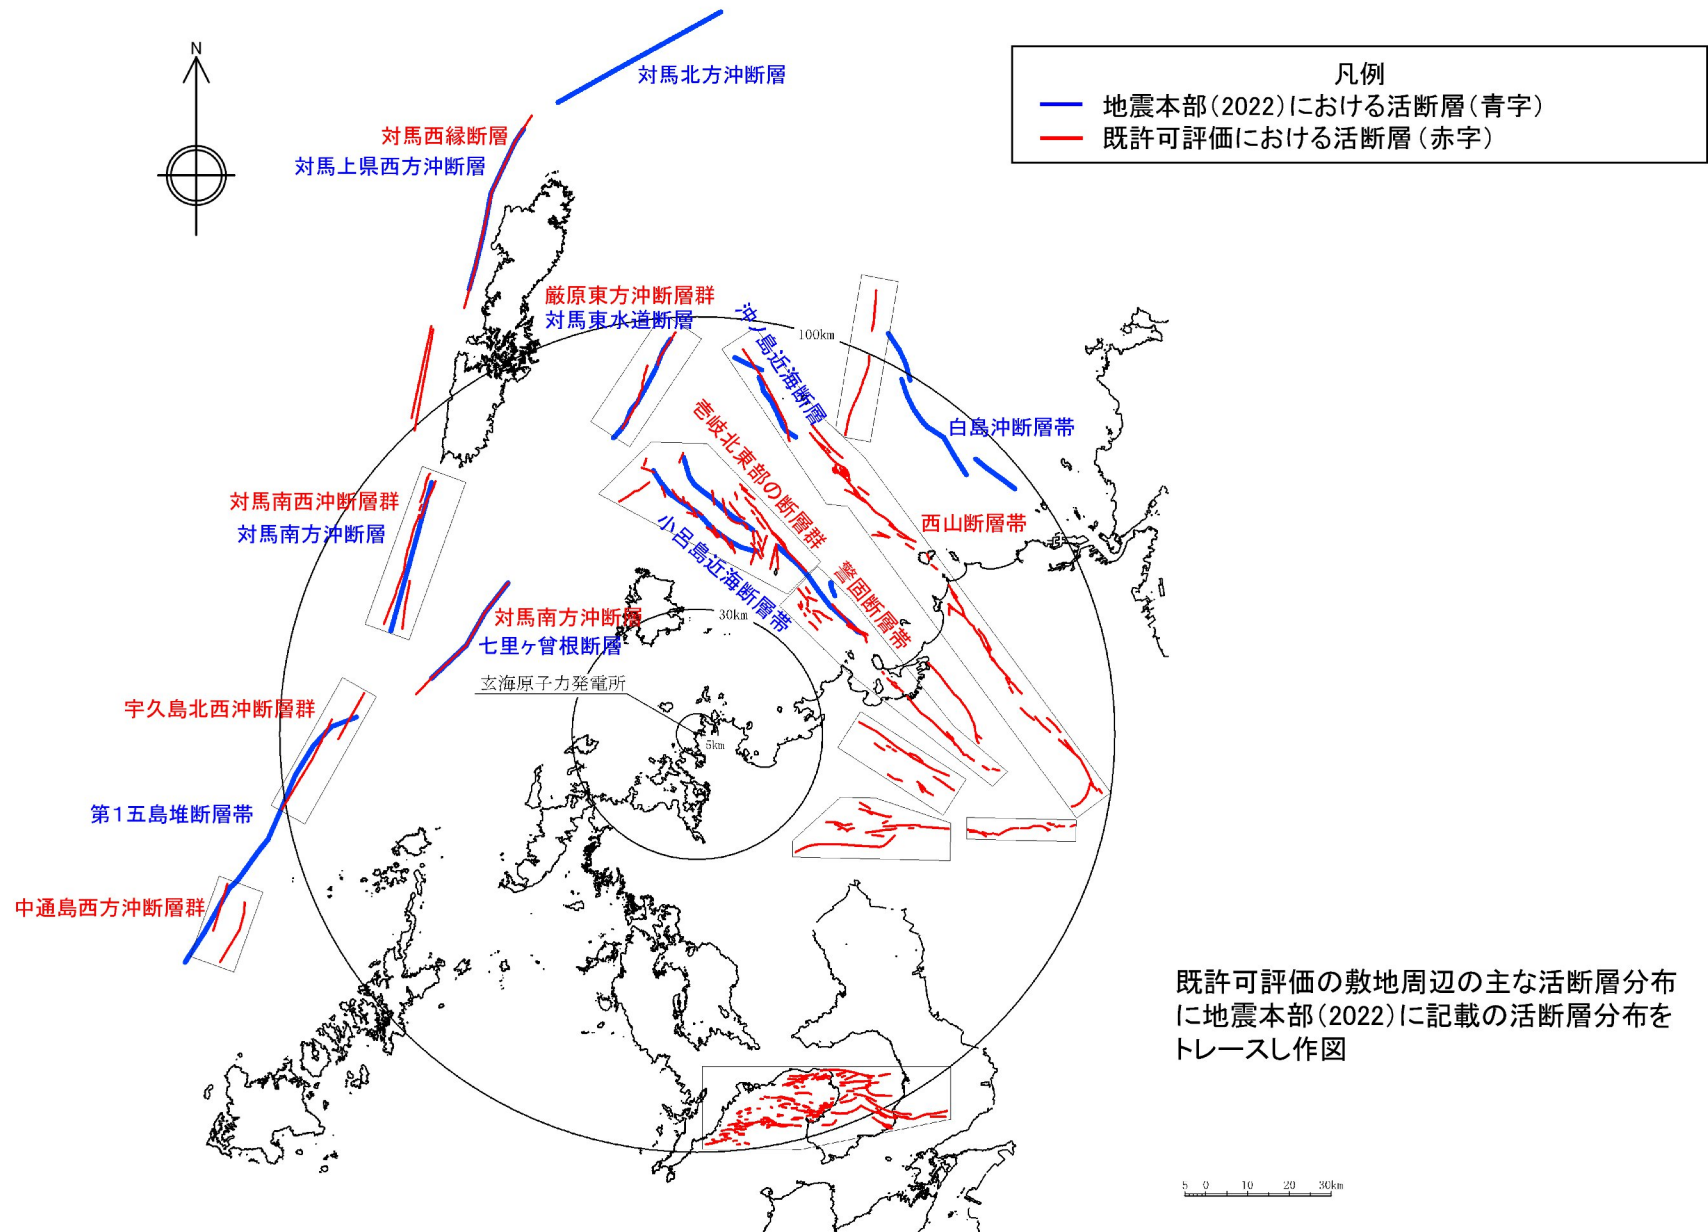 N
対馬北方沖断層
凡例
地震本部(2022)における活断層(青字)
既許可評価における活断層(赤字)
対馬西縁断層
対馬上県西方沖断層
厳原東方沖断層群
対馬東水道断層
沖ノ島近海断層
100km
壱岐北東部の断層群
白島沖断層帯
対馬南西沖断層群
対馬南方沖断層
小呂島近海断層帯
警固断層帯
西山断層帯
30km
対馬南方沖断層
七里ヶ曾根断層
玄海原子力発電所
5km
宇久島北西沖断層群
第1五島堆断層帯
中通島西方沖断層群
既許可評価の敷地周辺の主な活断層分布
に地震本部(2022)に記載の活断層分布を
トレースし作図
5 0 10 20 30km